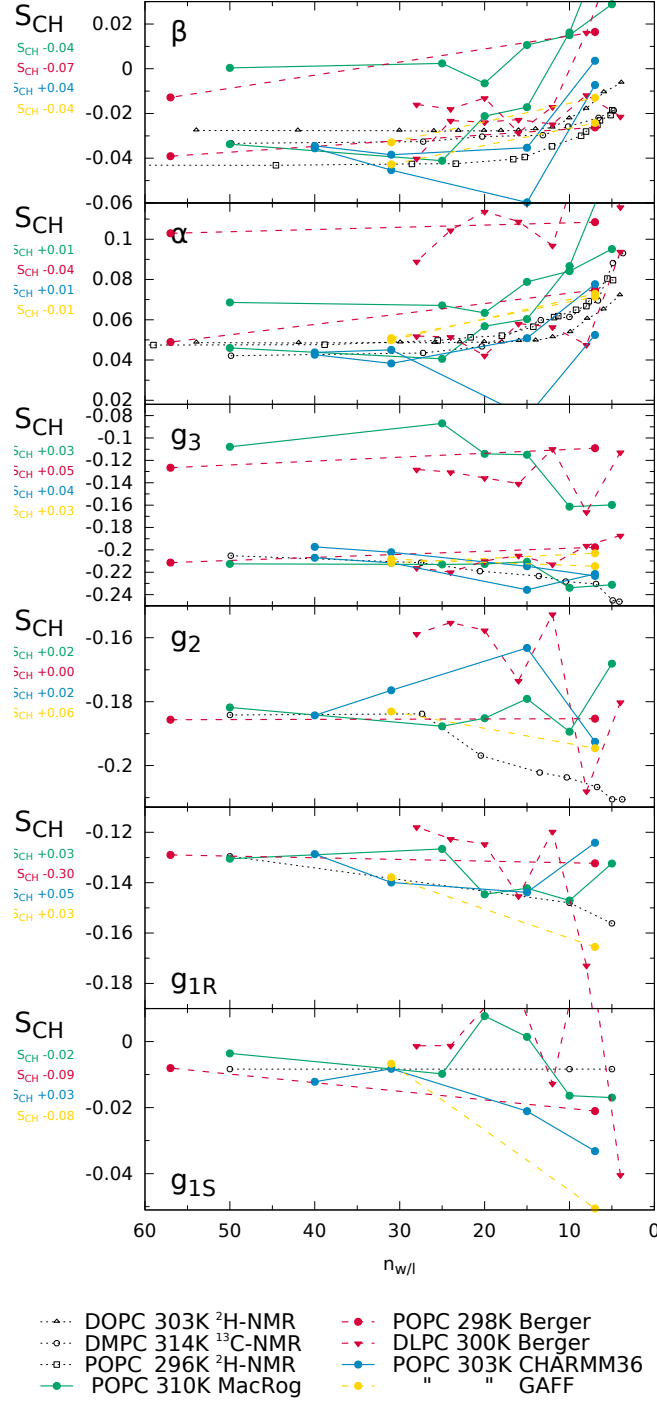 S_CH
β
S_CH -0.04
S_CH -0.07
S_CH +0.04
S_CH -0.04
0.02
0
-0.02
-0.04
-0.06
S_CH
α
S_CH +0.01
S_CH -0.04
S_CH +0.01
S_CH -0.01
0.1
0.08
0.06
0.04
0.02
S_CH
g_3
S_CH +0.03
S_CH +0.05
S_CH +0.04
S_CH +0.03
-0.08
-0.1
-0.12
-0.14
-0.16
-0.18
-0.2
-0.22
-0.24
S_CH
g_2
S_CH +0.02
S_CH +0.00
S_CH +0.02
S_CH +0.06
-0.16
-0.18
-0.2
S_CH
S_CH +0.03
S_CH -0.30
S_CH +0.05
S_CH +0.03
-0.12
-0.14
-0.16
-0.18
g_1R
S_CH
S_CH -0.02
S_CH -0.09
S_CH +0.03
S_CH -0.08
0
-0.02
-0.04
g_1S
60 50 40 30 20 10 0
n_w/l
DOPC 303K ²H-NMR
DMPC 314K ¹³C-NMR
POPC 296K ²H-NMR
POPC 310K MacRog
POPC 298K Berger
DLPC 300K Berger
POPC 303K CHARMM36
" " GAFF